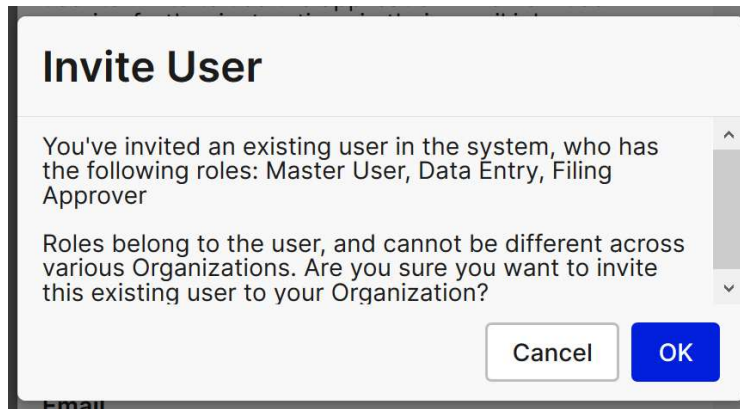 Invite User
You've invited an existing user in the system, who has
the following roles: Master User, Data Entry, Filing
Approver
Roles belong to the user, and cannot be different across
various Organizations. Are you sure you want to invite
this existing user to your Organization?
Cancel
OK
Email